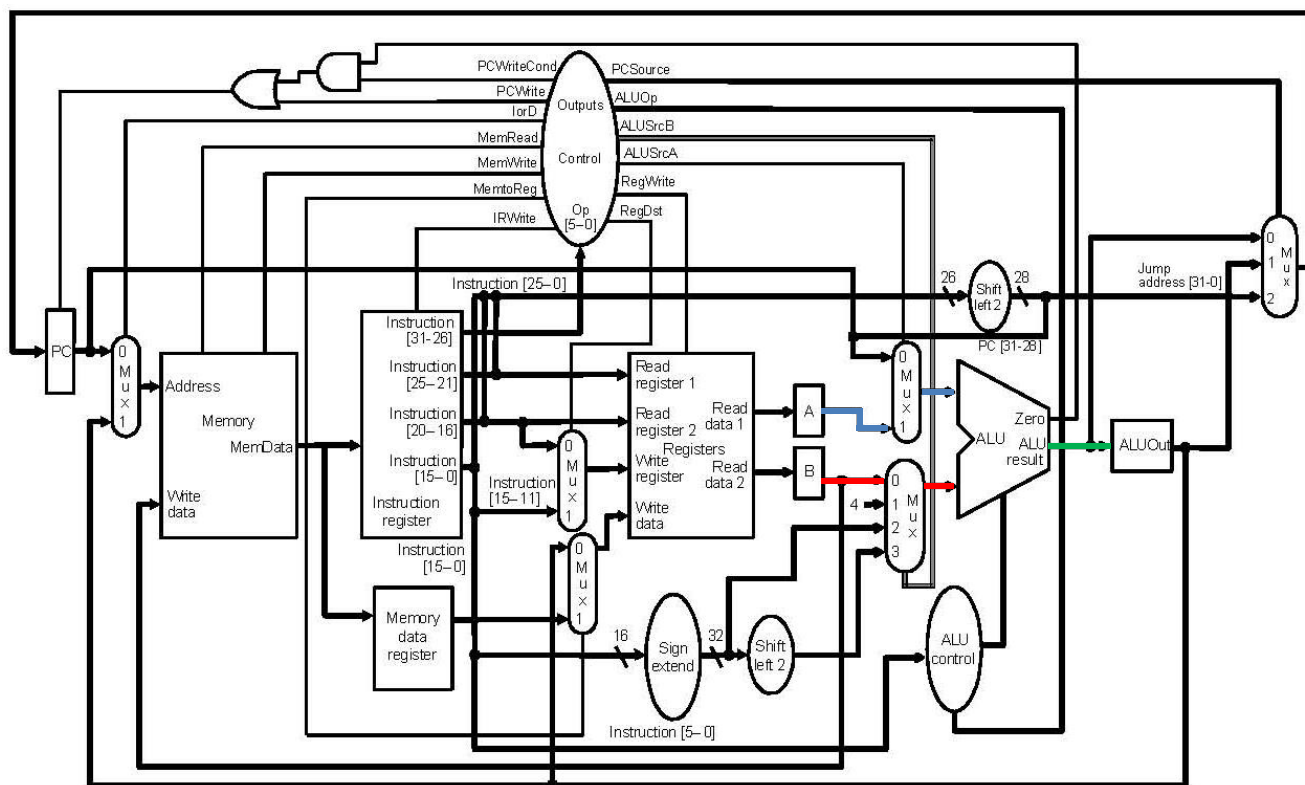 PCWriteCond
PCWrite
IorD
MemRead
MemWrite
MemtoReg
IRWrite
Outputs
Control
Op
[5–0]
PCSource
ALUOp
ALUSrcB
ALUSrcA
RegWrite
RegDst
Instruction [25–0]
26
Shift
left 2
28
Jump
address [31-0]
PC [31-28]
0
1
2
M
u
x
PC
0
M
u
x
1
Address
Memory
MemData
Write
data
Instruction
[31-26]
Instruction
[25–21]
Instruction
[20–16]
Instruction
[15–0]
Instruction
register
Instruction
[15–0]
Instruction
[15–11]
0
M
u
x
1
0
M
u
x
1
Memory
data
register
Read
register 1
Read
register 2
Registers
Write
register
Write
data
Read
data 1
Read
data 2
A
B
4
0
M
u
x
1
0
1
2
3
M
u
x
Zero
ALU
ALU
result
ALUOut
16
Sign
extend
32
Shift
left 2
ALU
control
Instruction [5–0]